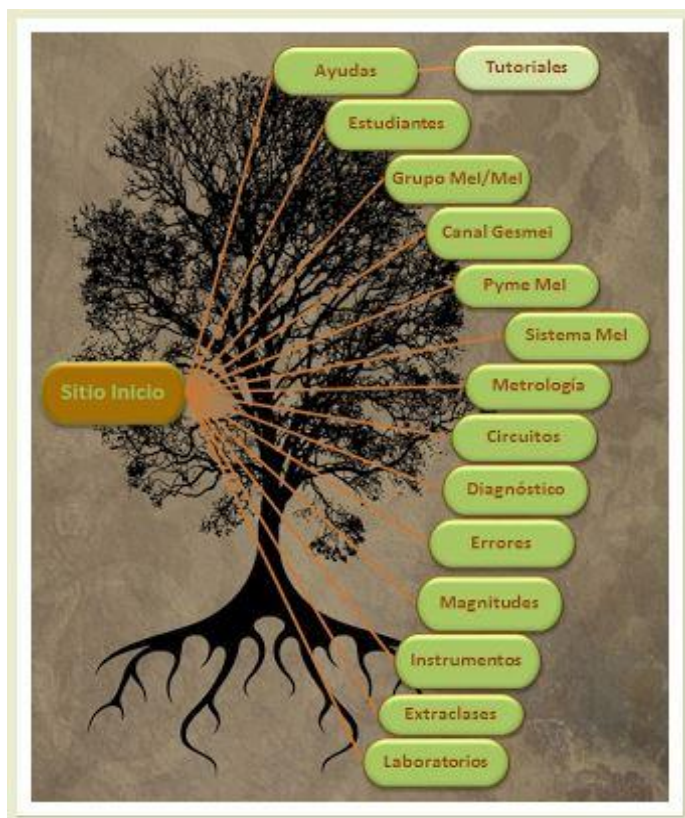 Ayudas
Tutoriales
Estudiantes
Grupo Mel/Mel
Canal Gesmei
Pyme Mel
Sistema Mel
Sitio Inicio
Metrología
Circuitos
Diagnóstico
Errores
Magnitudes
Instrumentos
Extraclases
Laboratorios